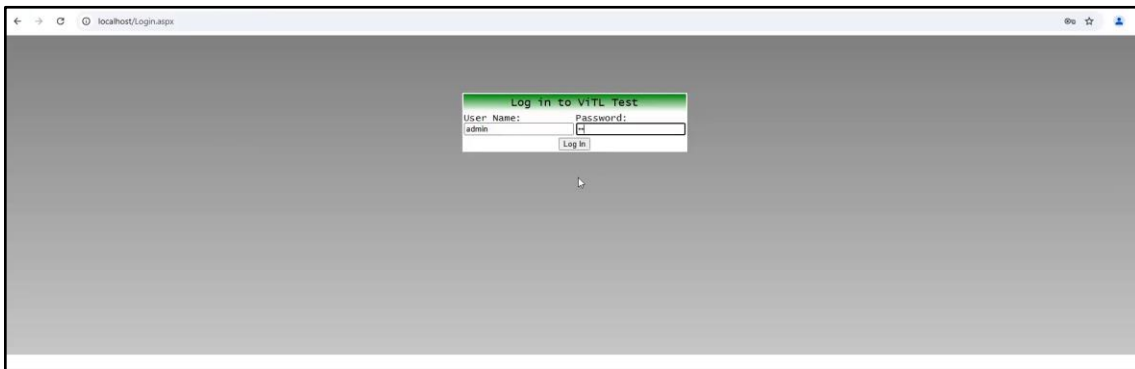 localhost/Login.aspx
Log in to ViTL Test
User Name: Password:
admin ••
Log In